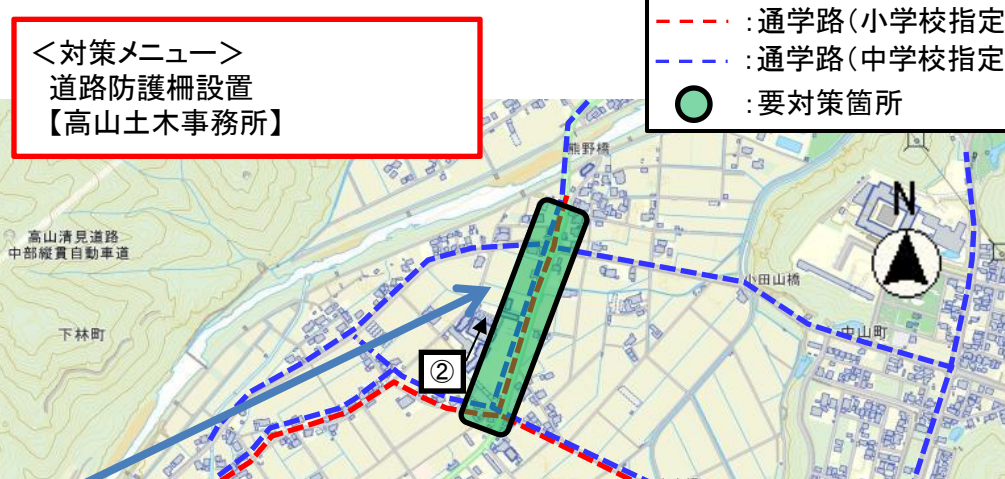 ＜対策メニュー＞
道路防護柵設置
【高山土木事務所】
：通学路（小学校指定
：通学路（中学校指定
：要対策箇所
熊野橋
高山清見道路
中部縦貫自動車道
N
小田山橋
下林町
中山町
②